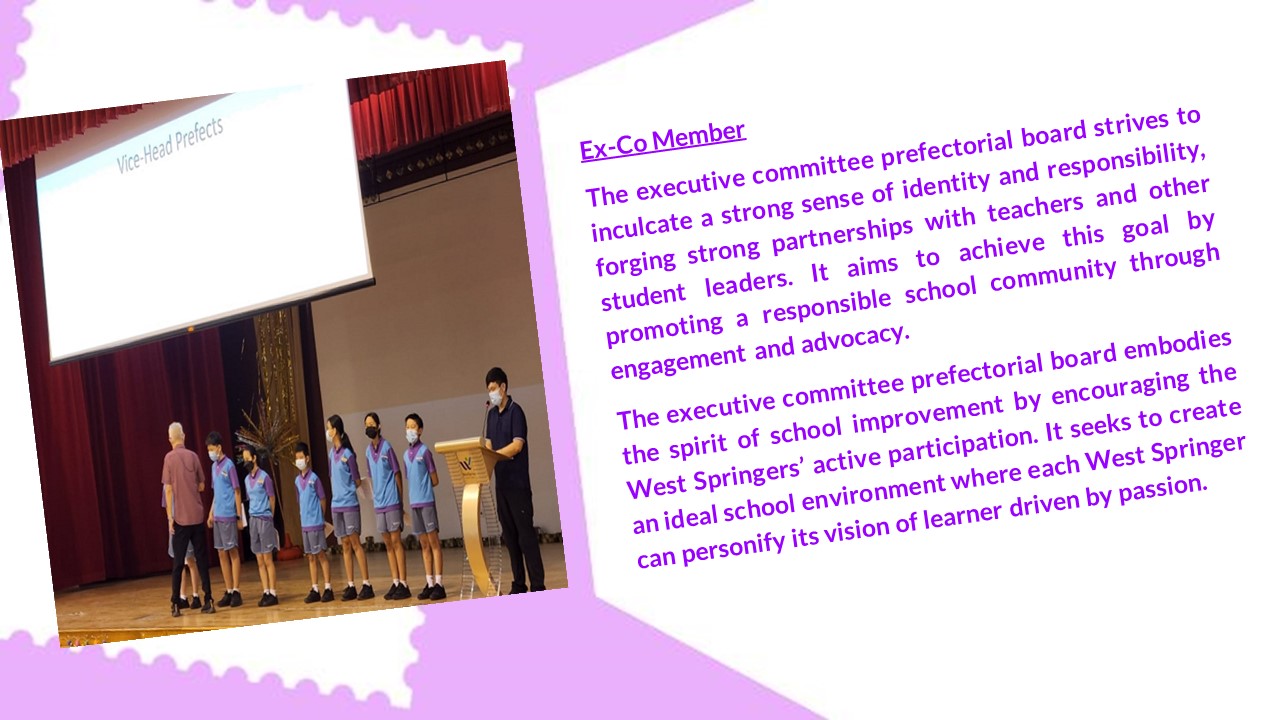 Vice-Head Prefects
Ex-Co Member
The executive committee prefectorial board strives to
inculcate a strong sense of identity and responsibility,
forging strong partnerships with teachers and other
student leaders. It aims to achieve this goal by
promoting a responsible school community through
engagement and advocacy.
The executive committee prefectorial board embodies
the spirit of school improvement by encouraging the
West Springers’ active participation. It seeks to create
an ideal school environment where each West Springer
can personify its vision of learner driven by passion.